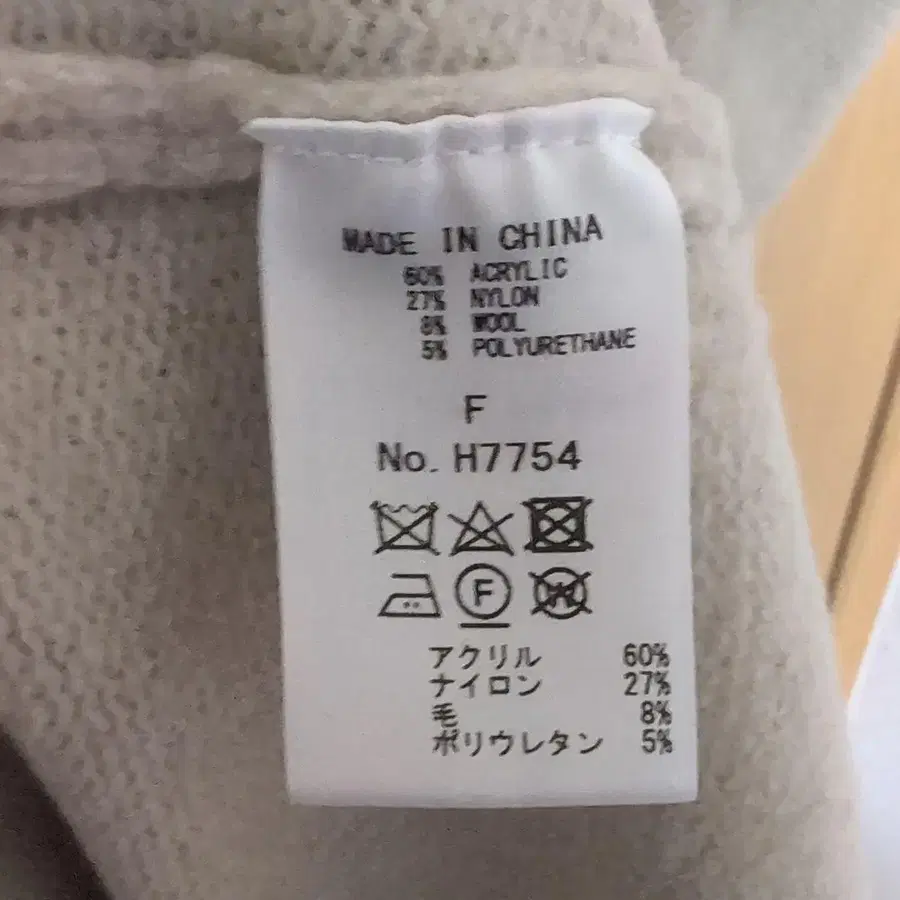 MADE IN CHINA
60% ACRYLIC
27% NYLON
8% WOOL
5% POLYURETHANE
F
No. H7754
F
W
アクリル 60%
ナイロン 27%
毛 8%
ポリウレタン 5%